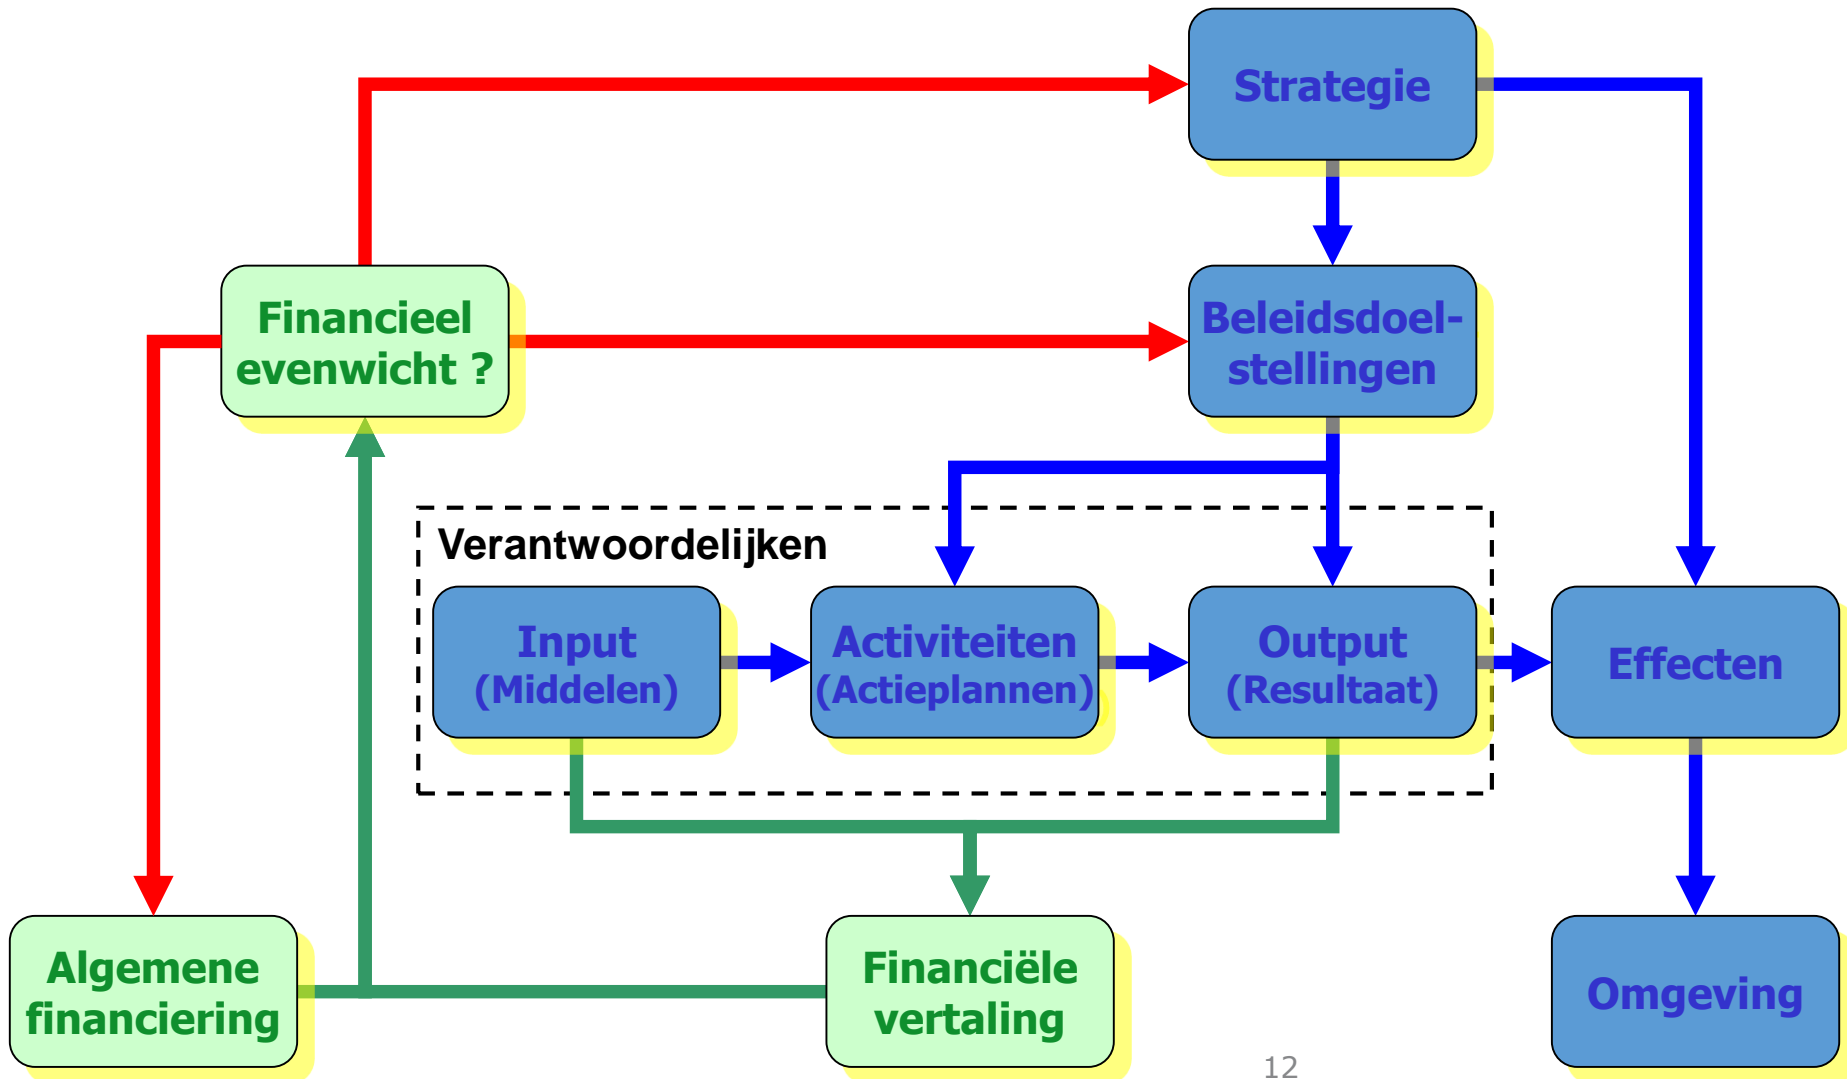 Strategie
Financieel
evenwicht ?
Beleidsdoel-
stellingen
Verantwoordelijken
Input
(Middelen)
Activiteiten
(Actieplannen)
Output
(Resultaat)
Effecten
Algemene
financiering
Financiële
vertaling
Omgeving
12